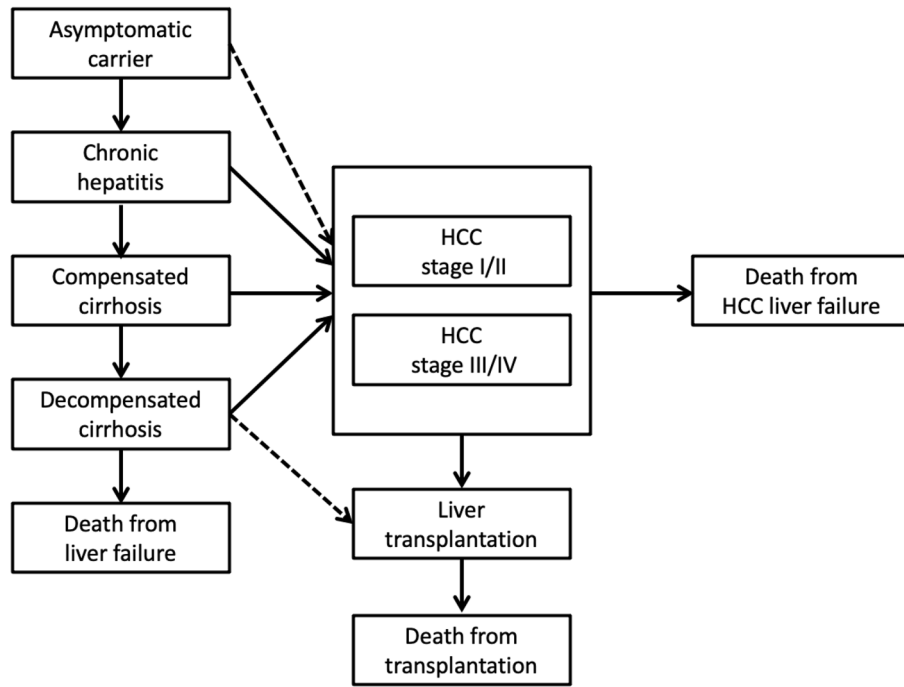 Asymptomatic
carrier
Chronic
hepatitis
Compensated
cirrhosis
Decompensated
cirrhosis
Death from
liver failure
HCC
stage I/II
HCC
stage III/IV
Liver
transplantation
Death from
transplantation
Death from
HCC liver failure